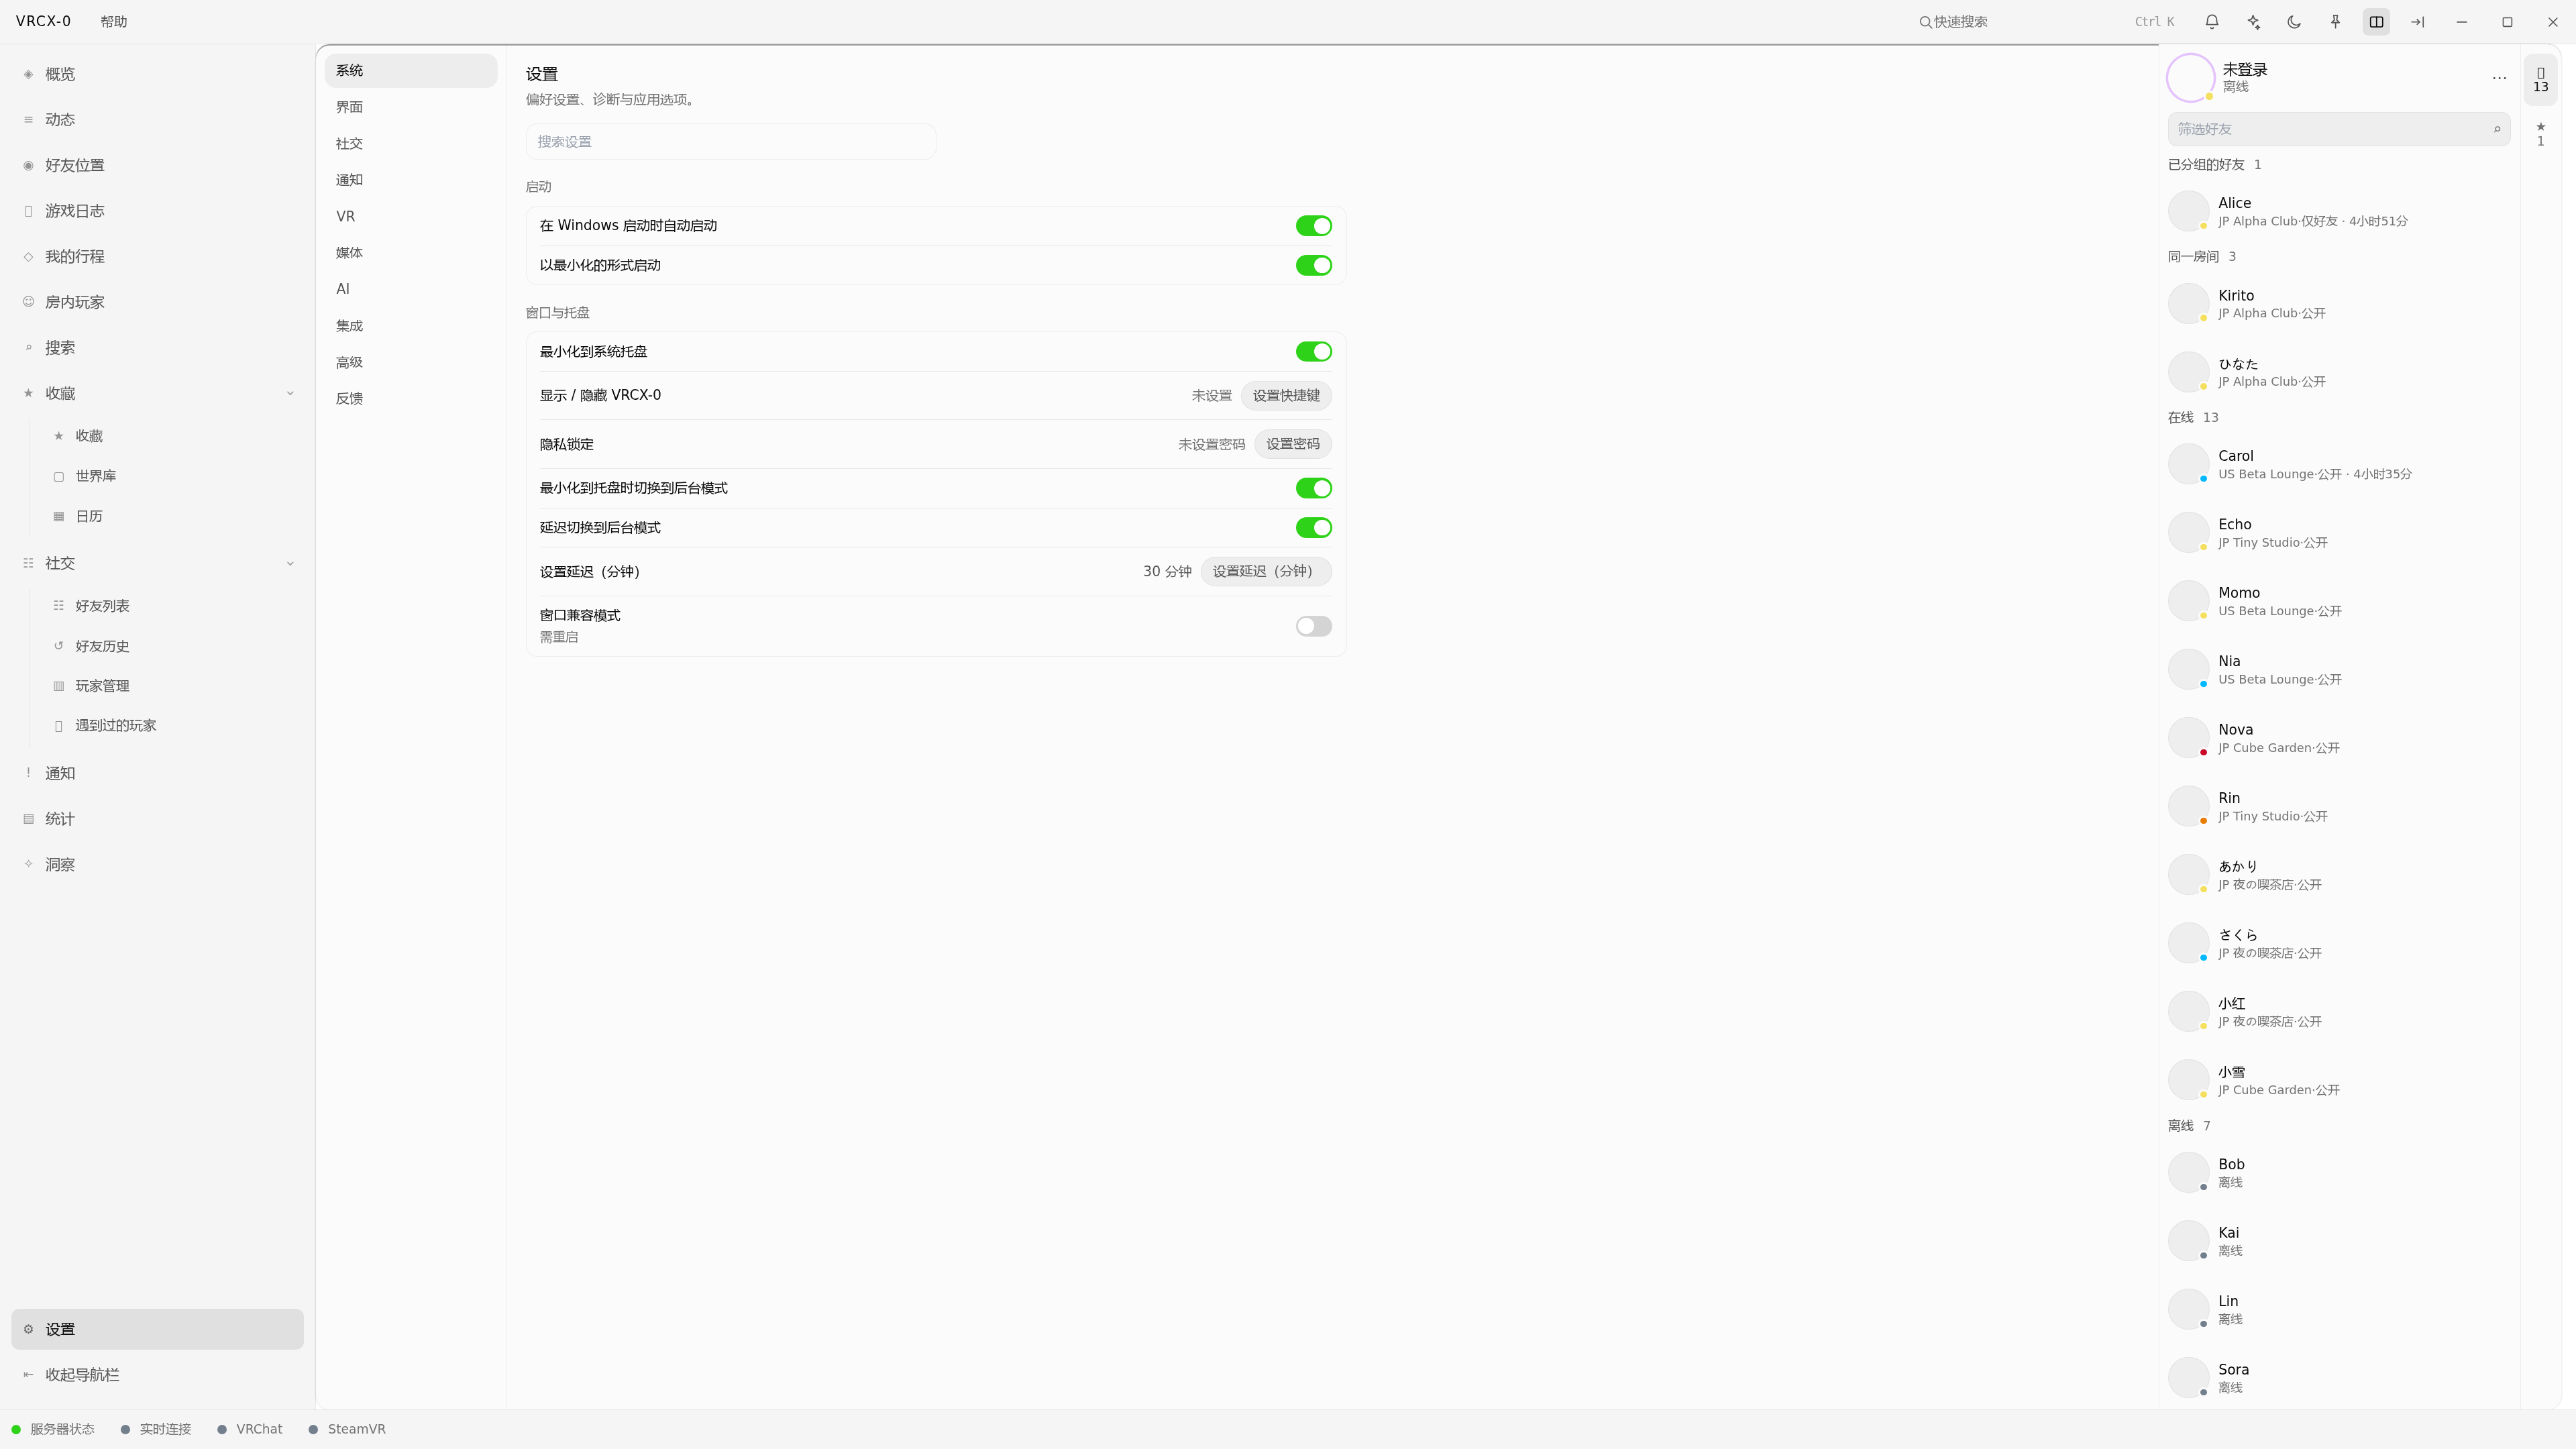 VRCX-0
帮助
快速搜索
Ctrl K
概览
动态
好友位置
游戏日志
我的行程
房内玩家
搜索
收藏
收藏
世界库
日历
社交
好友列表
好友历史
玩家管理
遇到过的玩家
通知
统计
洞察
设置
收起导航栏
系统
界面
社交
通知
VR
媒体
AI
集成
高级
反馈
设置
偏好设置、诊断与应用选项。
搜索设置
启动
在 Windows 启动时自动启动
以最小化的形式启动
窗口与托盘
最小化到系统托盘
显示 / 隐藏 VRCX-0
未设置
设置快捷键
隐私锁定
未设置密码
设置密码
最小化到托盘时切换到后台模式
延迟切换到后台模式
设置延迟（分钟）
30 分钟
设置延迟（分钟）
窗口兼容模式
需重启
未登录
离线
...
筛选好友
已分组的好友 1
Alice
JP Alpha Club·仅好友 · 4小时51分
同一房间 3
Kirito
JP Alpha Club·公开
ひなた
JP Alpha Club·公开
在线 13
Carol
US Beta Lounge·公开 · 4小时35分
Echo
JP Tiny Studio·公开
Momo
US Beta Lounge·公开
Nia
US Beta Lounge·公开
Nova
JP Cube Garden·公开
Rin
JP Tiny Studio·公开
あかり
JP 夜の喫茶店·公开
さくら
JP 夜の喫茶店·公开
小红
JP 夜の喫茶店·公开
小雪
JP Cube Garden·公开
离线 7
Bob
离线
Kai
离线
Lin
离线
Sora
离线
13
★
1
服务器状态
实时连接
VRChat
SteamVR